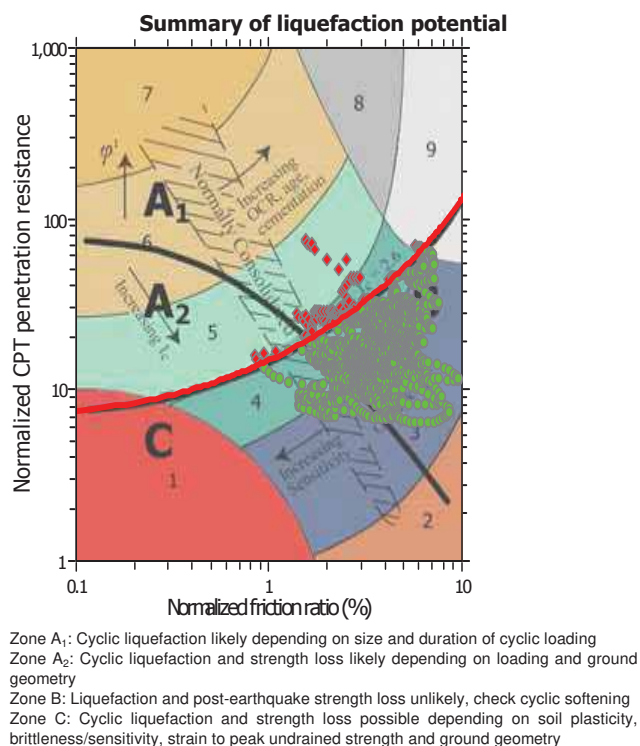 Summary of liquefaction potential
1,000
7
8
9
φ'
A1
Normally Consolidated
Increasing
OCR, age,
cementation
100
6
A2
Increasing Ic
5
= 2.6
10
4
3
C
1
Increasing
Sensitivity
2
1
0.1
1
10
Normalized CPT penetration resistance
Normalized friction ratio (%)
Zone A1: Cyclic liquefaction likely depending on size and duration of cyclic loading
Zone A2: Cyclic liquefaction and strength loss likely depending on loading and ground
geometry
Zone B: Liquefaction and post-earthquake strength loss unlikely, check cyclic softening
Zone C: Cyclic liquefaction and strength loss possible depending on soil plasticity,
brittleness/sensitivity, strain to peak undrained strength and ground geometry